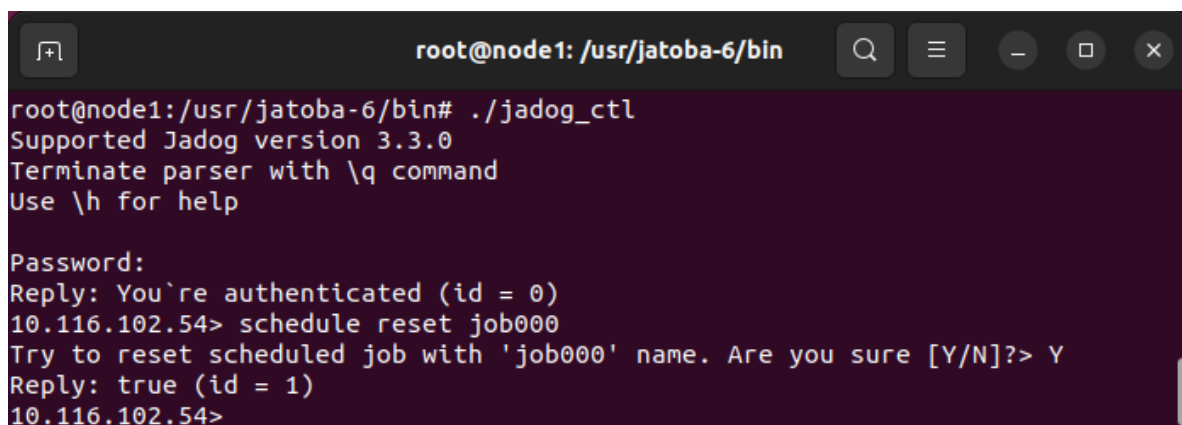 root@node1: /usr/jatoba-6/bin
root@node1:/usr/jatoba-6/bin# ./jadog_ctl
Supported Jadog version 3.3.0
Terminate parser with \q command
Use \h for help
Password:
Reply: You`re authenticated (id = 0)
10.116.102.54> schedule reset job000
Try to reset scheduled job with 'job000' name. Are you sure [Y/N]?> Y
Reply: true (id = 1)
10.116.102.54>